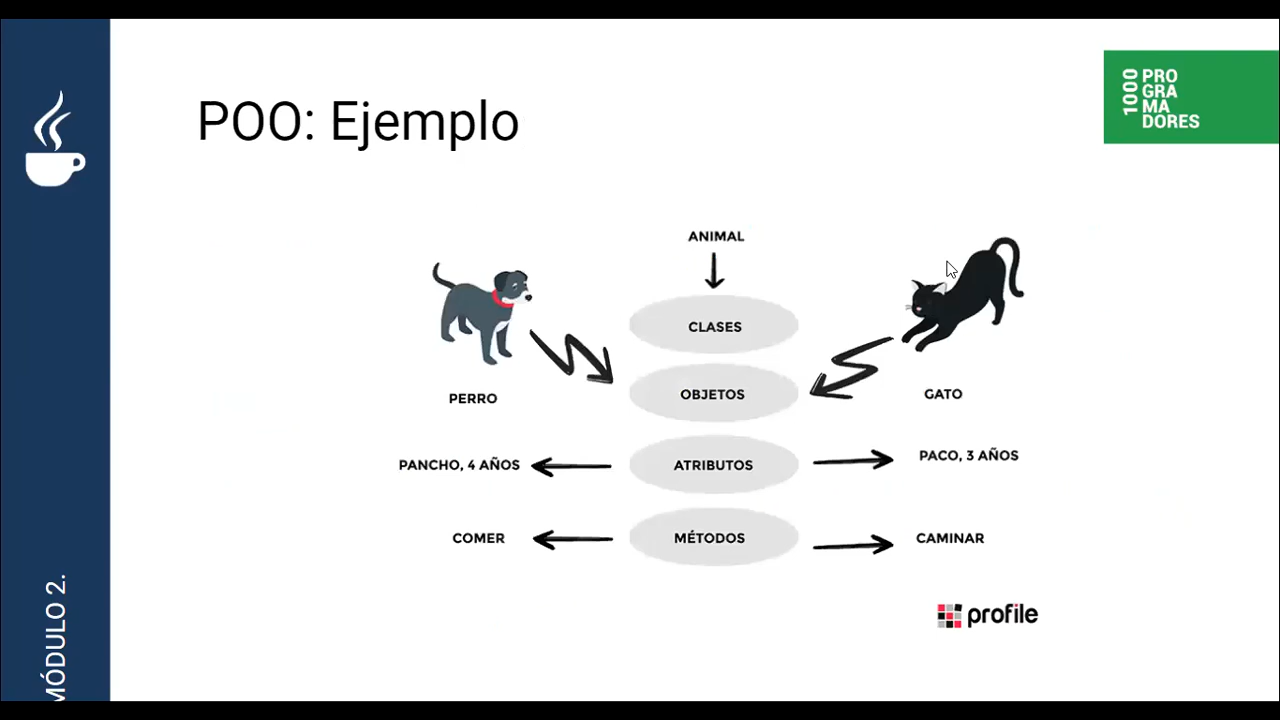 POO: Ejemplo
1000
PRO
GRA
MA
DORES
ANIMAL
CLASES
OBJETOS
PERRO
GATO
PANCHO, 4 AÑOS
ATRIBUTOS
PACO, 3 AÑOS
COMER
MÉTODOS
CAMINAR
profile
MÓDULO 2.